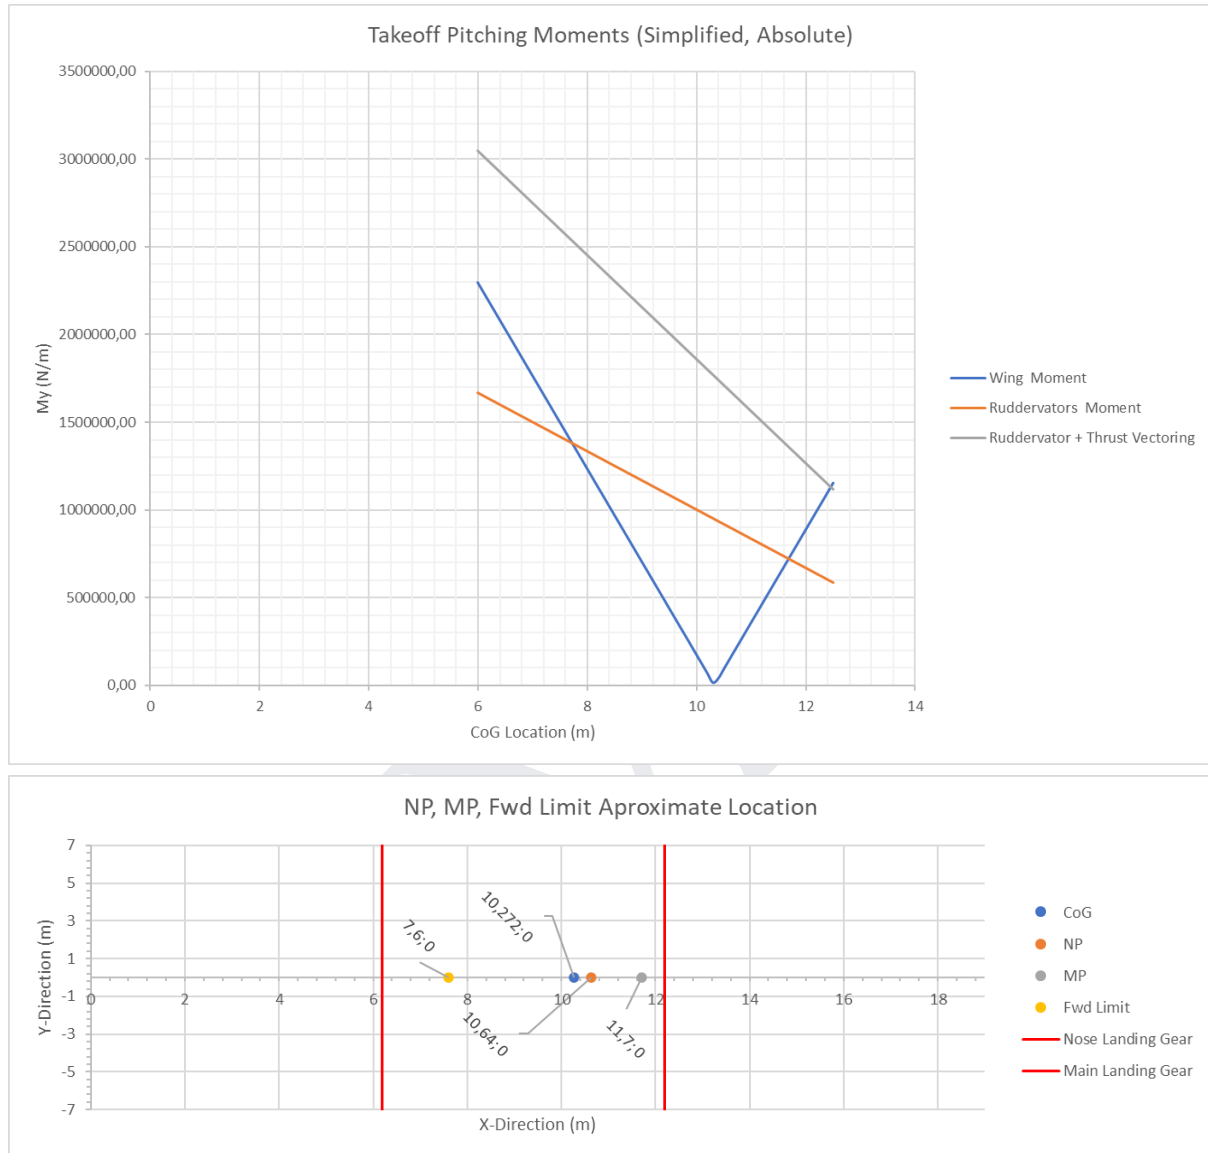 Takeoff Pitching Moments (Simplified, Absolute)
3500000,00
3000000,00
2500000,00
2000000,00
1500000,00
1000000,00
500000,00
0,00
My (N/m)
0 2 4 6 8 10 12 14
CoG Location (m)
Wing Moment
Ruddervators Moment
Ruddervator + Thrust Vectoring
NP, MP, Fwd Limit Aproximate Location
7
5
3
1
-1
-3
-5
-7
Y-Direction (m)
0 2 4 6 8 10 12 14 16 18
7,6;0
10,272;0
10,64;0
11,7;0
X-Direction (m)
CoG
NP
MP
Fwd Limit
Nose Landing Gear
Main Landing Gear